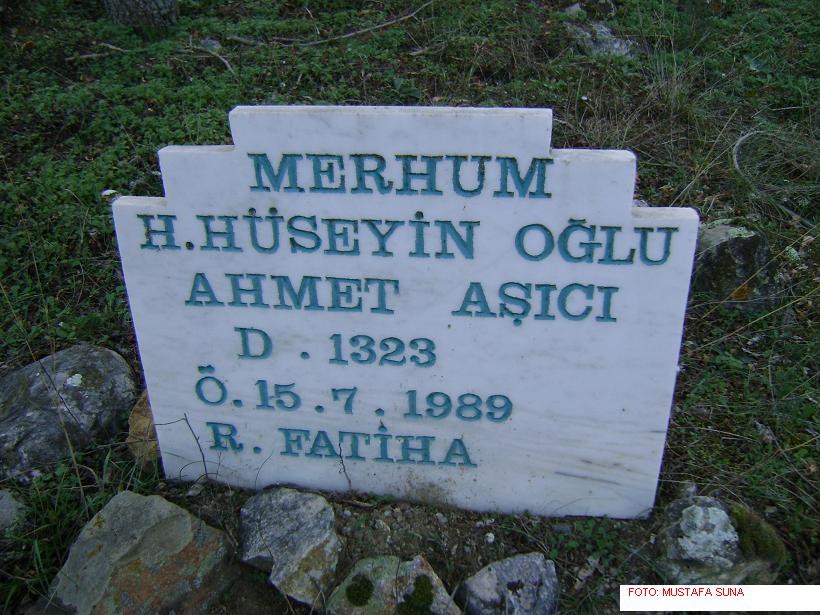 MERHUM
H.HÜSEYİN OĞLU
AHMET AŞICI
D . 1323
Ö.15.7.1989
R. FATİHA
FOTO: MUSTAFA SUNA